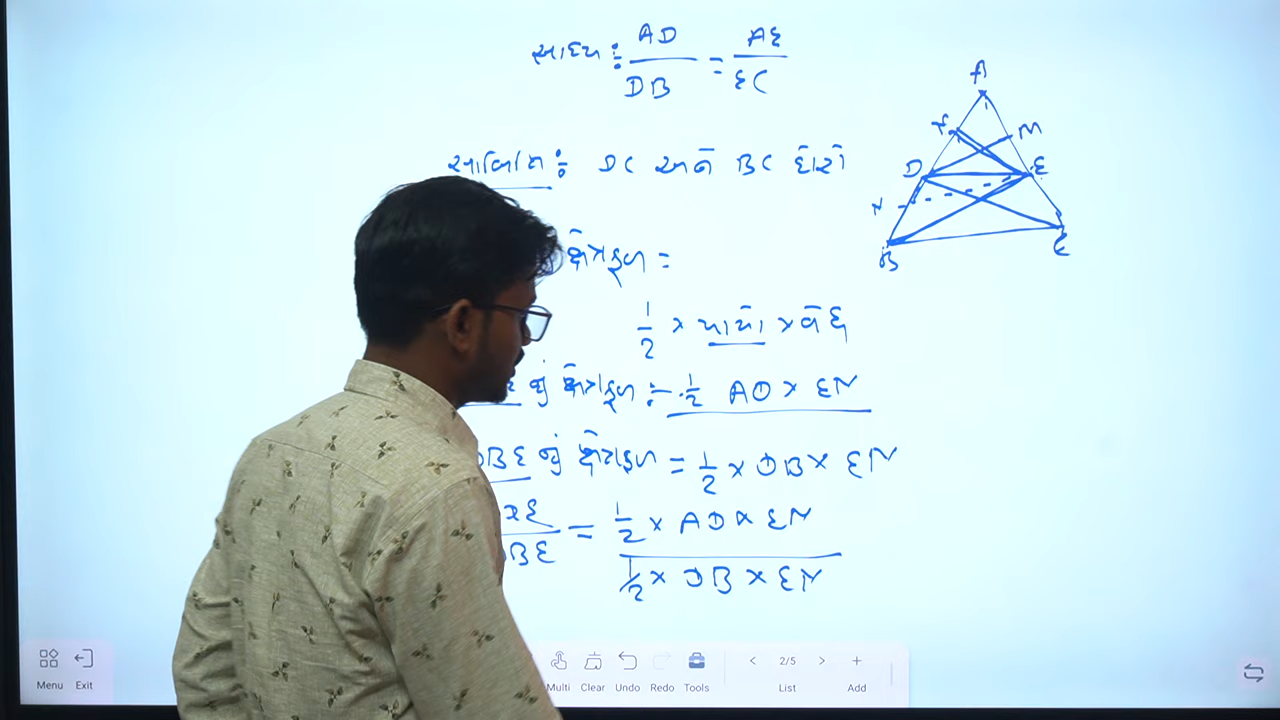 સાધ્ય : AD/DB = AE/EC
A
M
D
E
N
B
C
સાબિતી : DC અને BC દોરો
ક્ષેત્રફળ =
1/2 × પાયો × વેધ
નું ક્ષેત્રફળ = 1/2 AD × EN
DBE નું ક્ષેત્રફળ = 1/2 × DB × EN
= 1/2 × AD × EN / 1/2 × DB × EN
Menu Exit Multi Clear Undo Redo Tools < 2/5 > + List Add